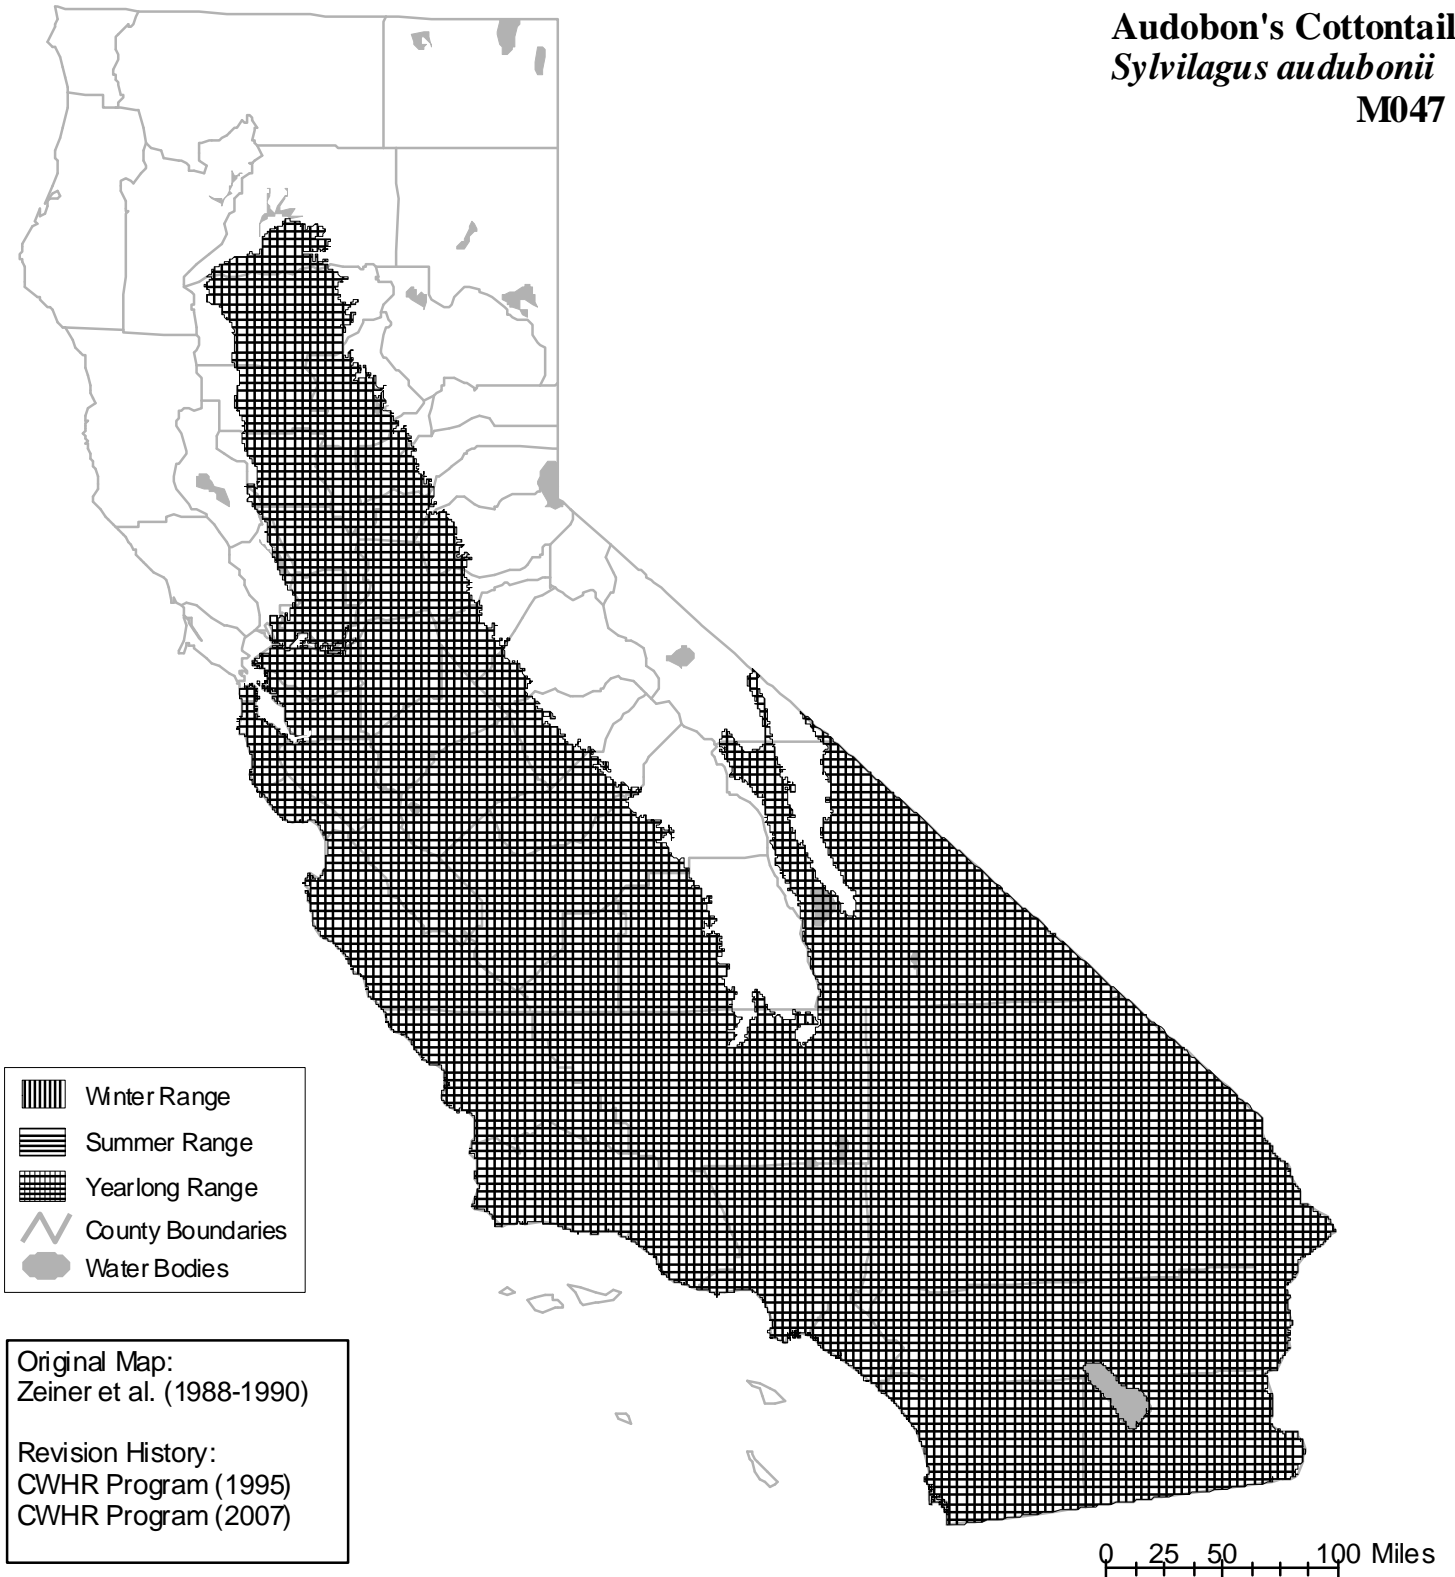 Audobon's Cottontail
Sylvilagus audubonii
M047
Winter Range
Summer Range
Yearlong Range
County Boundaries
Water Bodies
Original Map:
Zeiner et al. (1988-1990)
Revision History:
CWHR Program (1995)
CWHR Program (2007)
0 25 50 100 Miles